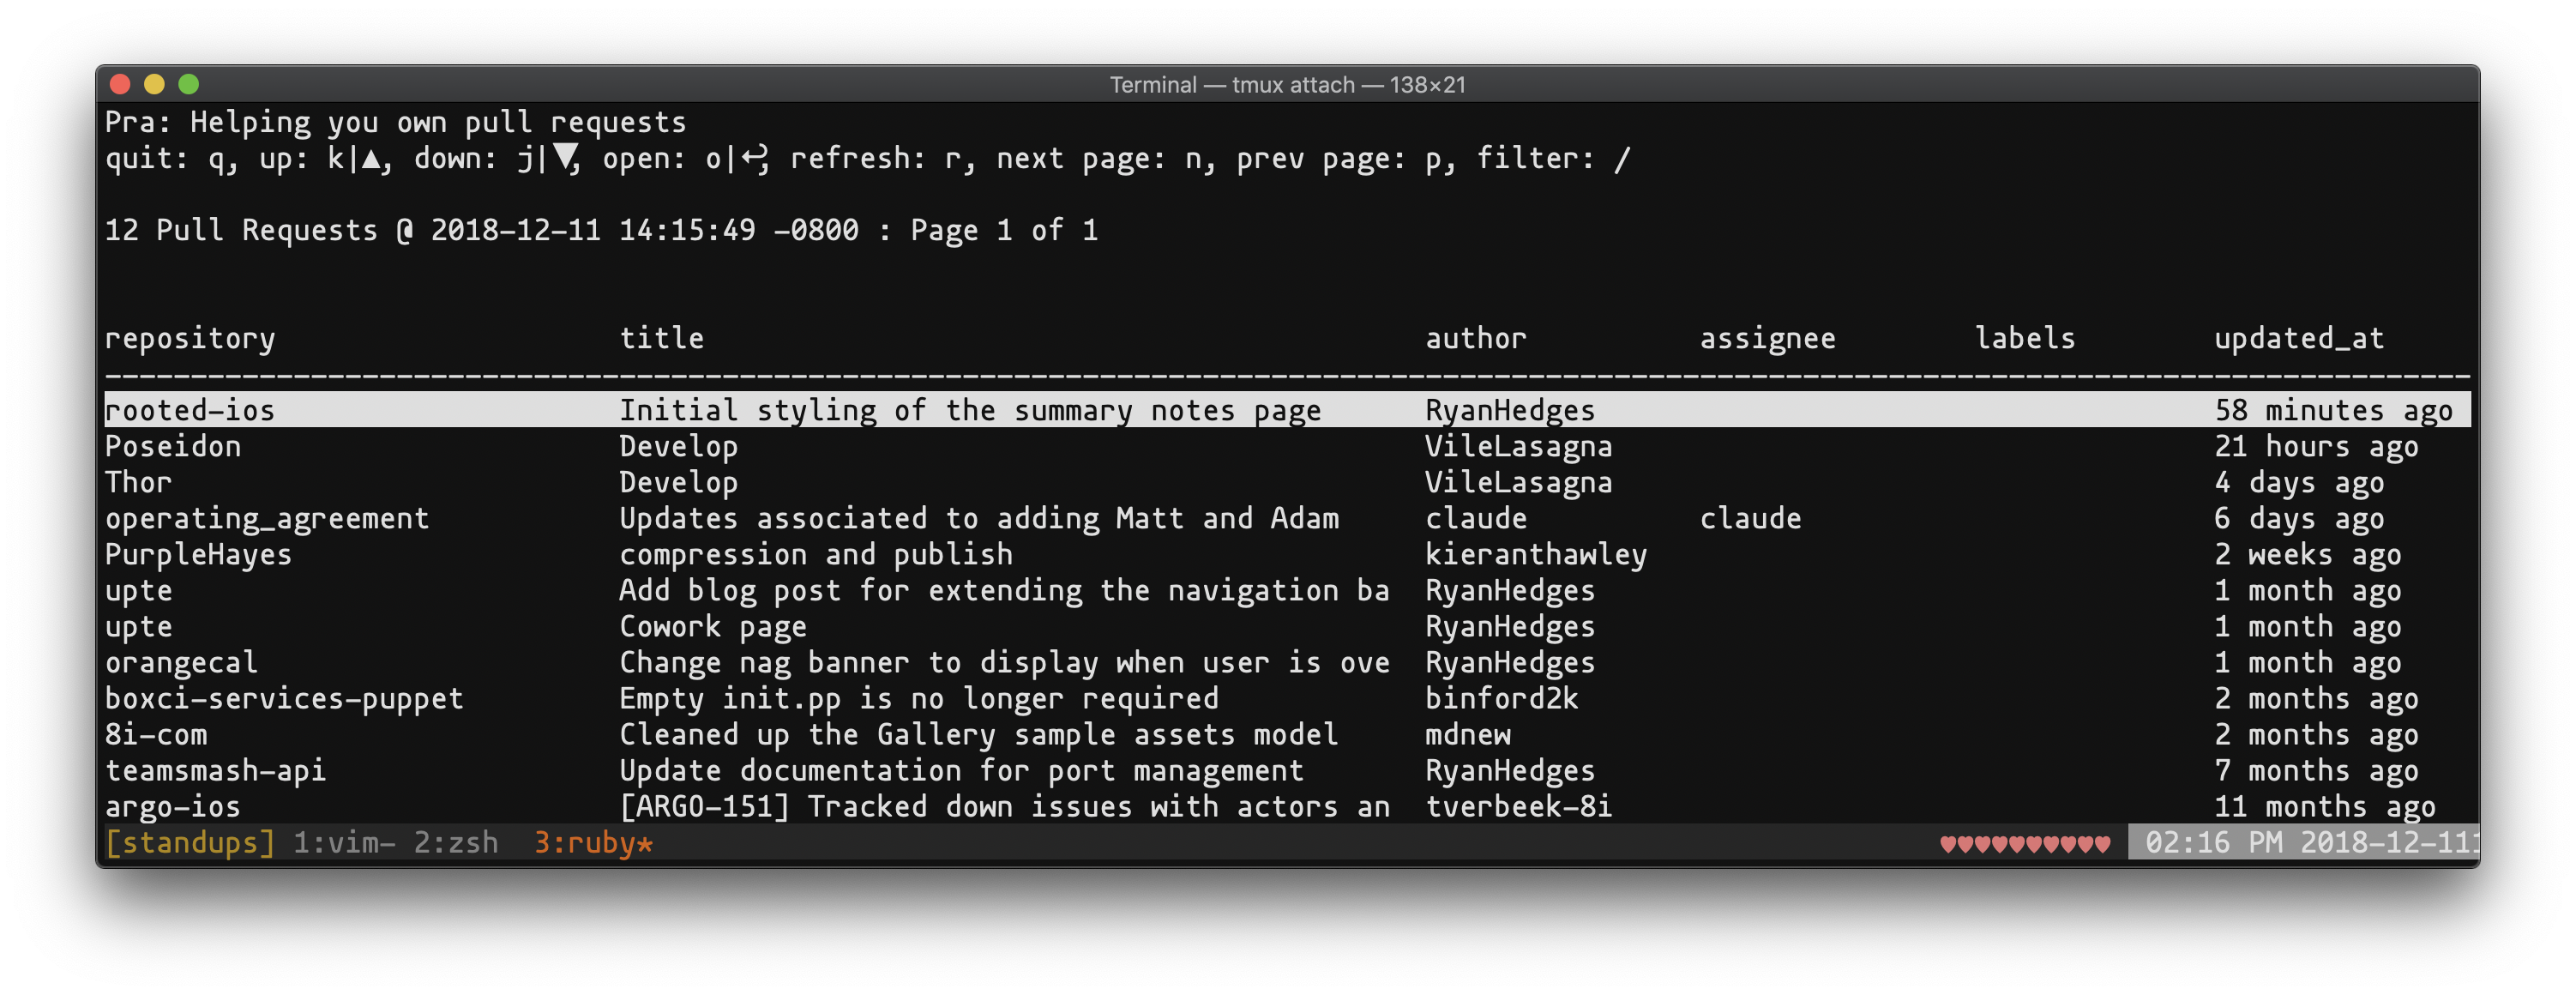 Terminal — tmux attach — 138×21
Pra: Helping you own pull requests
quit: q, up: k|▲, down: j|▼, open: o|↩, refresh: r, next page: n, prev page: p, filter: /
12 Pull Requests @ 2018-12-11 14:15:49 -0800 : Page 1 of 1
repository title author assignee labels updated_at
------------------------------------------------------------------------------------------------------------------------------------------
rooted-ios Initial styling of the summary notes page RyanHedges 58 minutes ago
Poseidon Develop VileLasagna 21 hours ago
Thor Develop VileLasagna 4 days ago
operating_agreement Updates associated to adding Matt and Adam claude claude 6 days ago
PurpleHayes compression and publish kieranthawley 2 weeks ago
upte Add blog post for extending the navigation ba RyanHedges 1 month ago
upte Cowork page RyanHedges 1 month ago
orangecal Change nag banner to display when user is ove RyanHedges 1 month ago
boxci-services-puppet Empty init.pp is no longer required binford2k 2 months ago
8i-com Cleaned up the Gallery sample assets model mdnew 2 months ago
teamsmash-api Update documentation for port management RyanHedges 7 months ago
argo-ios [ARGO-151] Tracked down issues with actors an tverbeek-8i 11 months ago
[standups] 1:vim- 2:zsh 3:ruby* ♥♥♥♥♥♥♥♥♥♥ 02:16 PM 2018-12-111